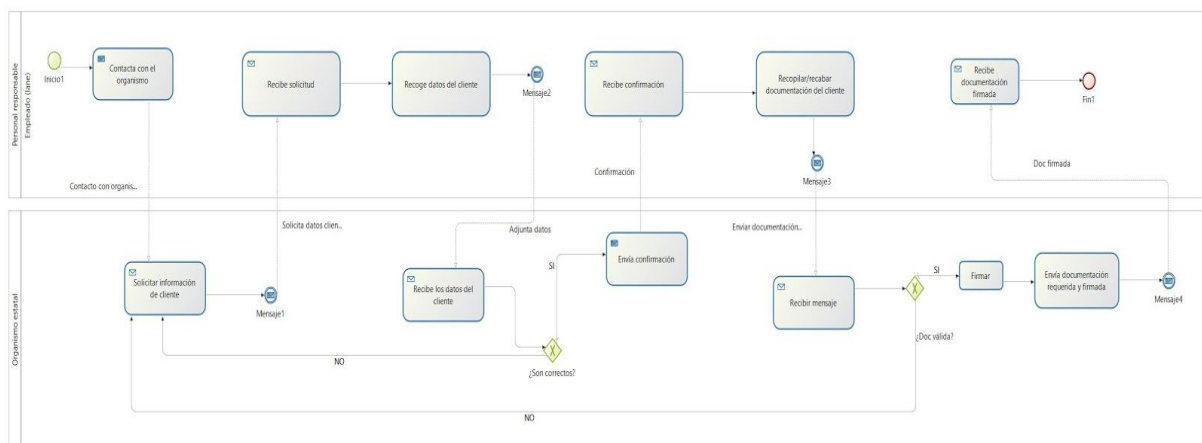 Personal responsable
Empleado (lane)
Inicio1
Contacta con el
organismo
Recibe solicitud
Recoge datos del cliente
Mensaje2
Recibe confirmación
Recopilar/recabar
documentación del cliente
Mensaje3
Recibe
documentación
firmada
Fin1
Contacto con organis...
Solicita datos clien...
Adjunta datos
Confirmación
Enviar documentación...
Doc firmada
Organismo estatal
Solicitar información
de cliente
Mensaje1
Recibe los datos del
cliente
¿Son correctos?
SI
NO
Envía confirmación
Recibir mensaje
¿Doc válida?
SI
NO
Firmar
Envía documentación
requerida y firmada
Mensaje4